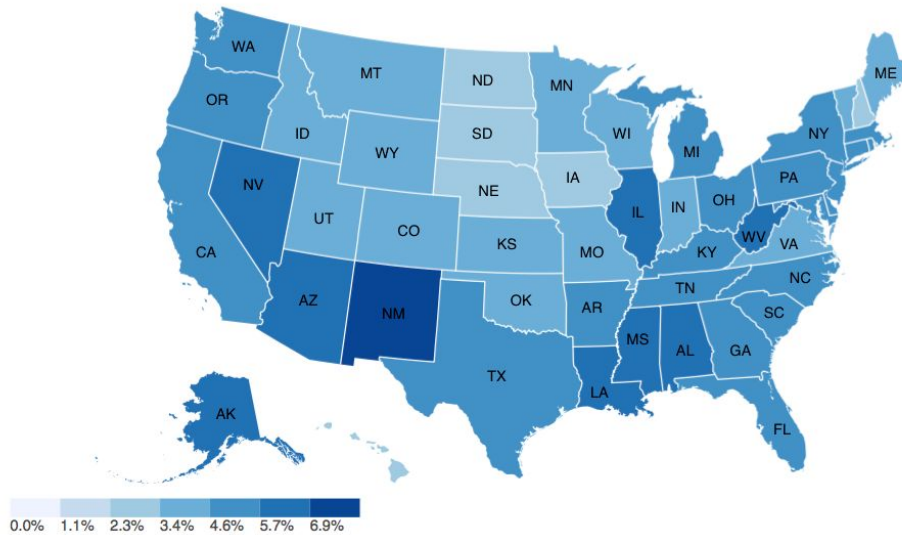 WA
MT
ND
MN
ME
OR
ID
SD
WI
NY
WY
MI
NE
IA
PA
NV
IL
IN
OH
UT
CO
WV
VA
CA
KS
MO
KY
NC
TN
AZ
NM
OK
AR
SC
MS
AL
GA
TX
LA
AK
FL
0.0% 1.1% 2.3% 3.4% 4.6% 5.7% 6.9%